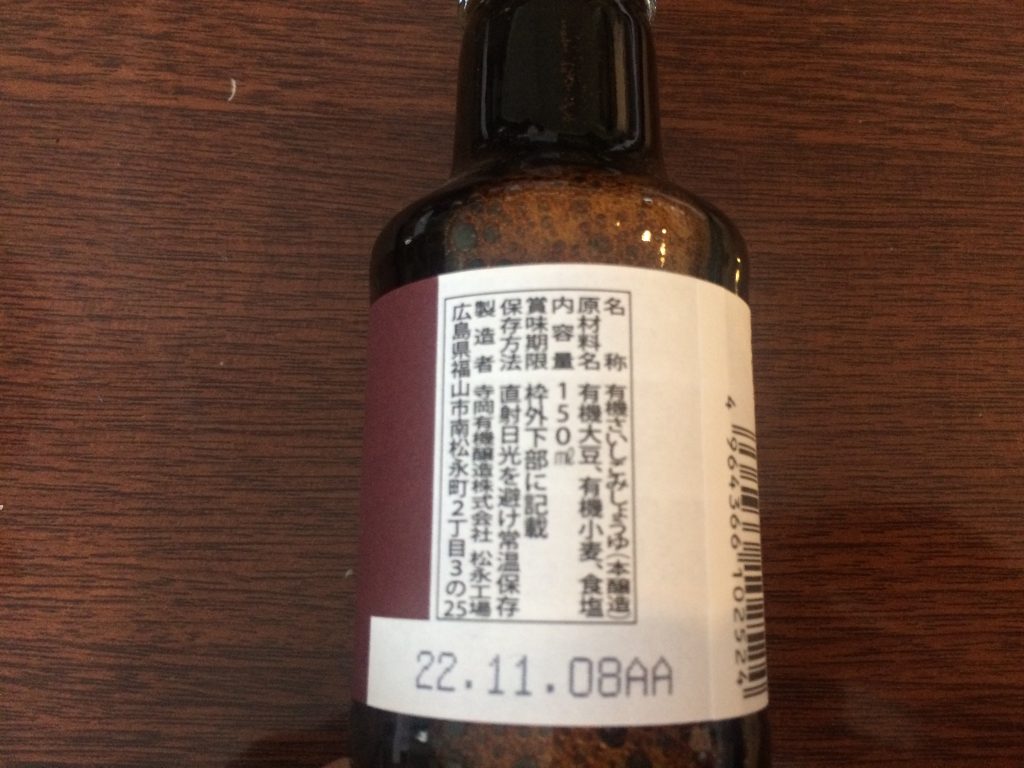 名称 有機さいしこみしょうゆ(本醸造)
原材料名 有機大豆、有機小麦、食塩
内容量 150㎖
賞味期限 枠外下部に記載
保存方法 直射日光を避け常温保存
製造者 寺岡有機醸造株式会社 松永工場
広島県福山市南松永町2丁目3の25
22.11.08AA
4 964366 102524